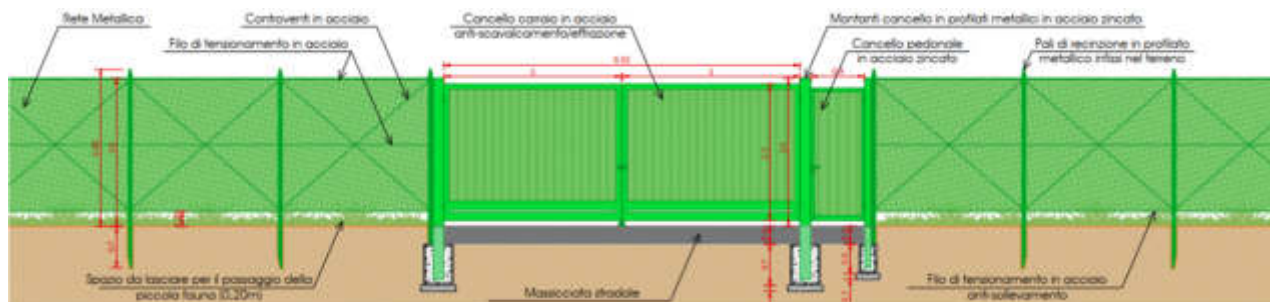 Rete Metallica
Controventi in acciaio
Filo di tensionamento in acciaio
Cancello carraio in acciaio
anti-scavalcamento/effrazione
Montanti cancello in profilati metallici in acciaio zincato
Cancello pedonale
in acciaio zincato
Pali di recinzione in profilato
metallico infissi nel terreno
Spazio da lasciare per il passaggio della
piccola fauna (0,20m)
Massicciata stradale
Filo di tensionamento in acciaio
anti-sollevamento